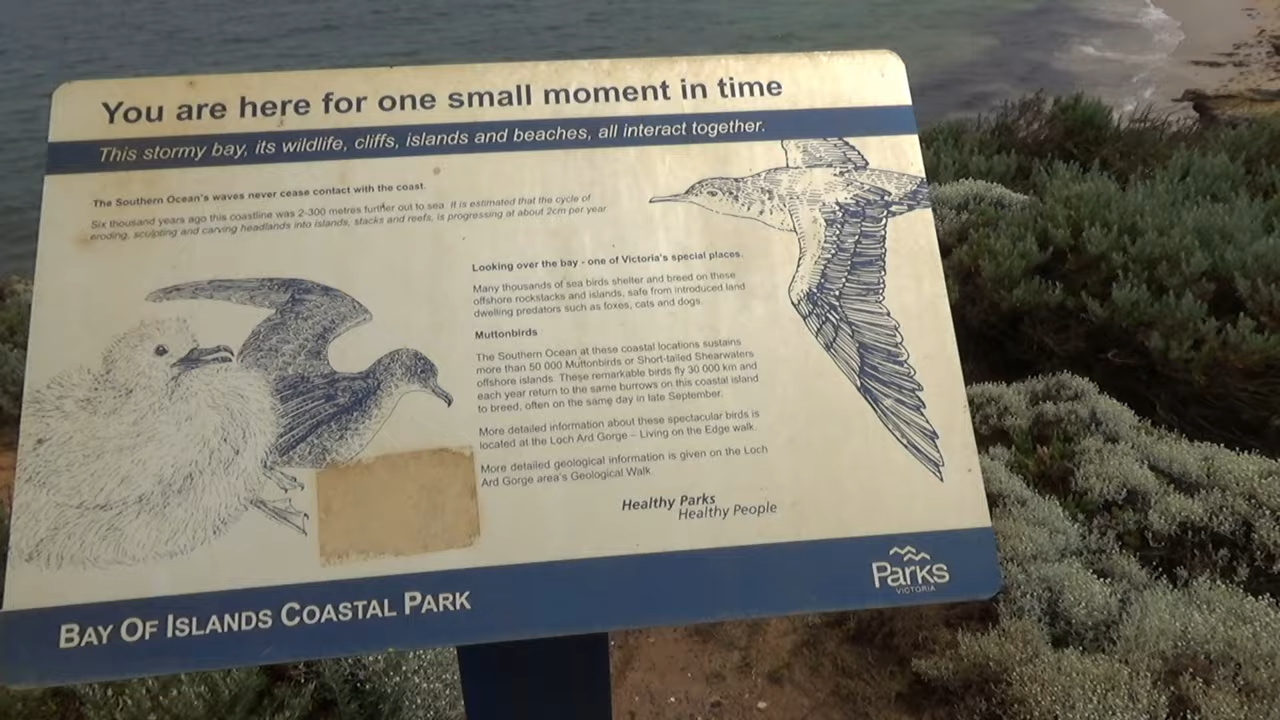 You are here for one small moment in time
This stormy bay, its wildlife, cliffs, islands and beaches, all interact together.
The Southern Ocean's waves never cease contact with the coast.
Six thousand years ago this coastline was 2-300 metres further out to sea. It is estimated that the cycle of
eroding, sculpting and carving headlands into islands, stacks and reefs, is progressing at about 2cm per year
Looking over the bay - one of Victoria's special places.
Many thousands of sea birds shelter and breed on these
offshore rockstacks and islands, safe from introduced land
dwelling predators such as foxes, cats and dogs.
Muttonbirds
The Southern Ocean at these coastal locations sustains
more than 50 000 Muttonbirds or Short-tailed Shearwaters
offshore islands. These remarkable birds fly 30 000 km and
each year return to the same burrows on this coastal island
to breed, often on the same day in late September.
More detailed information about these spectacular birds is
located at the Loch Ard Gorge – Living on the Edge walk.
More detailed geological information is given on the Loch
Ard Gorge area's Geological Walk
Healthy Parks
Healthy People
BAY OF ISLANDS COASTAL PARK
Parks
VICTORIA